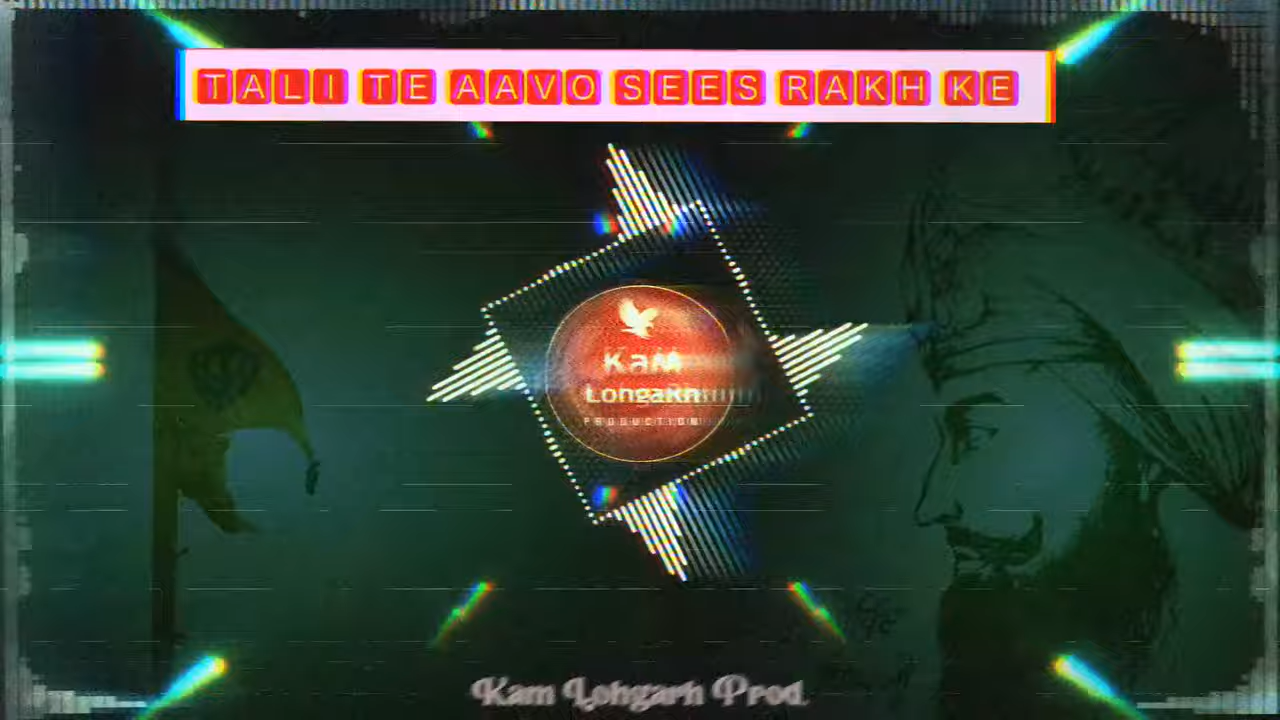 TALI TE AAVO SEES RAKH KE
KaM
LongaRh
PRODUCTION
Kam Lohgarh Prod.